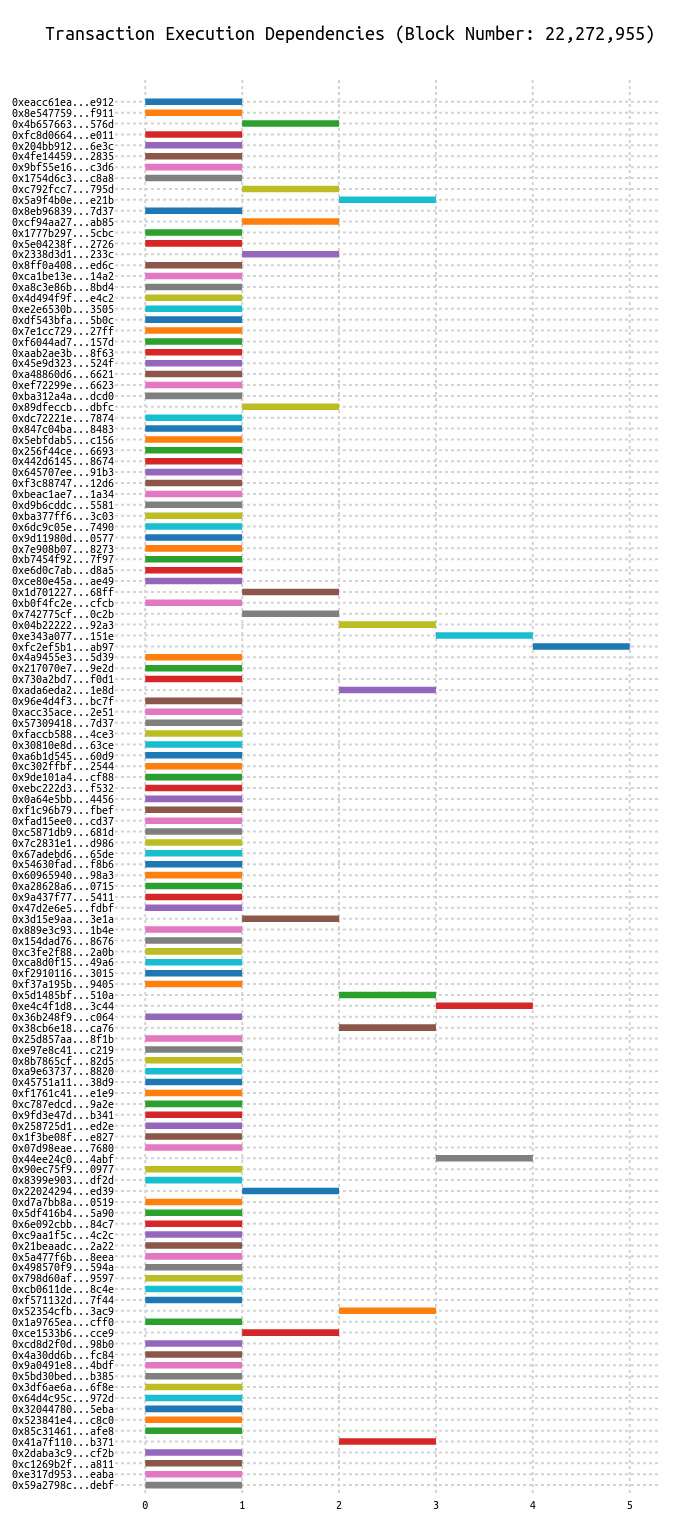 Transaction Execution Dependencies (Block Number: 22,272,955)
0xeacc61ea...e912
0x8e547759...f911
0x4b657663...576d
0xfc8d0664...e011
0x204bb912...6e3c
0x4fe14459...2835
0x9bf55e16...c3d6
0x1754d6c3...c8a8
0xc792fcc7...795d
0x5a9f4b0e...e21b
0x8eb96839...7d37
0xcf94aa27...ab85
0x1777b297...5cbc
0x5e04238f...2726
0x2338d3d1...233c
0x8ff0a408...ed6c
0xca1be13e...14a2
0xa8c3e86b...8bd4
0x4d494f9f...e4c2
0xe2e6530b...3505
0xdf543bfa...5b0c
0x7e1cc729...27ff
0xf6044ad7...157d
0xaab2ae3b...8f63
0x45e9d323...524f
0xa48860d6...6621
0xef72299e...6623
0xba312a4a...dcd0
0x89dfeccb...dbfc
0xdc72221e...7874
0x847c04ba...8483
0x5ebfdab5...c156
0x256f44ce...6693
0x442d6145...8674
0x645707ee...91b3
0xf3c88747...12d6
0xbeac1ae7...1a34
0xd9b6cddc...5581
0xba377ff6...3c03
0x6dc9c05e...7490
0x9d11980d...0577
0x7e908b07...8273
0xb7454f92...7f97
0xe6d0c7ab...d8a5
0xce80e45a...ae49
0x1d701227...68ff
0xb0f4fc2e...cfcb
0x742775cf...0c2b
0x04b22222...92a3
0xe343a077...151e
0xfc2ef5b1...ab97
0x4a9455e3...5d39
0x217070e7...9e2d
0x730a2bd7...f0d1
0xada6eda2...1e8d
0x96e4d4f3...bc7f
0xacc35ace...2e51
0x57309418...7d37
0xfaccb588...4ce3
0x30810e8d...63ce
0xa6b1d545...60d9
0xc302ffbf...2544
0x9de101a4...cf88
0xebc222d3...f532
0x0a64e5bb...4456
0xf1c96b79...fbef
0xfad15ee0...cd37
0xc5871db9...681d
0x7c2831e1...d986
0x67adebd6...65de
0x54630fad...f8b6
0x60965940...98a3
0xa28628a6...0715
0x9a437f77...5411
0x47d2e6e5...fdbf
0x3d15e9aa...3e1a
0x889e3c93...1b4e
0x154dad76...8676
0xc3fe2f88...2a0b
0xca8d0f15...49a6
0xf2910116...3015
0xf37a195b...9405
0x5d1485bf...510a
0xe4c4f1d8...3c44
0x36b248f9...c064
0x38cb6e18...ca76
0x25d857aa...8f1b
0xe97e8c41...c219
0x8b7865cf...82d5
0xa9e63737...8820
0x45751a11...38d9
0xf1761c41...e1e9
0xc787edcd...9a2e
0x9fd3e47d...b341
0x258725d1...ed2e
0x1f3be08f...e827
0x07d98eae...7680
0x44ee24c0...4abf
0x90ec75f9...0977
0x8399e903...df2d
0x22024294...ed39
0xd7a7bb8a...0519
0x5df416b4...5a90
0x6e092cbb...84c7
0xc9aa1f5c...4c2c
0x21beaadc...2a22
0x5a477f6b...8eea
0x498570f9...594a
0x798d60af...9597
0xcb0611de...8c4e
0xf571132d...7f44
0x52354cfb...3ac9
0x1a9765ea...cff0
0xce1533b6...cce9
0xcd8d2f0d...98b0
0x4a30dd6b...fc84
0x9a0491e8...4bdf
0x5bd30bed...b385
0x3df6ae6a...6f8e
0x64d4c95c...972d
0x32044780...5eba
0x523841e4...c8c0
0x85c31461...afe8
0x41a7f110...b371
0x2daba3c9...cf2b
0xc1269b2f...a811
0xe317d953...eaba
0x59a2798c...debf
0 1 2 3 4 5